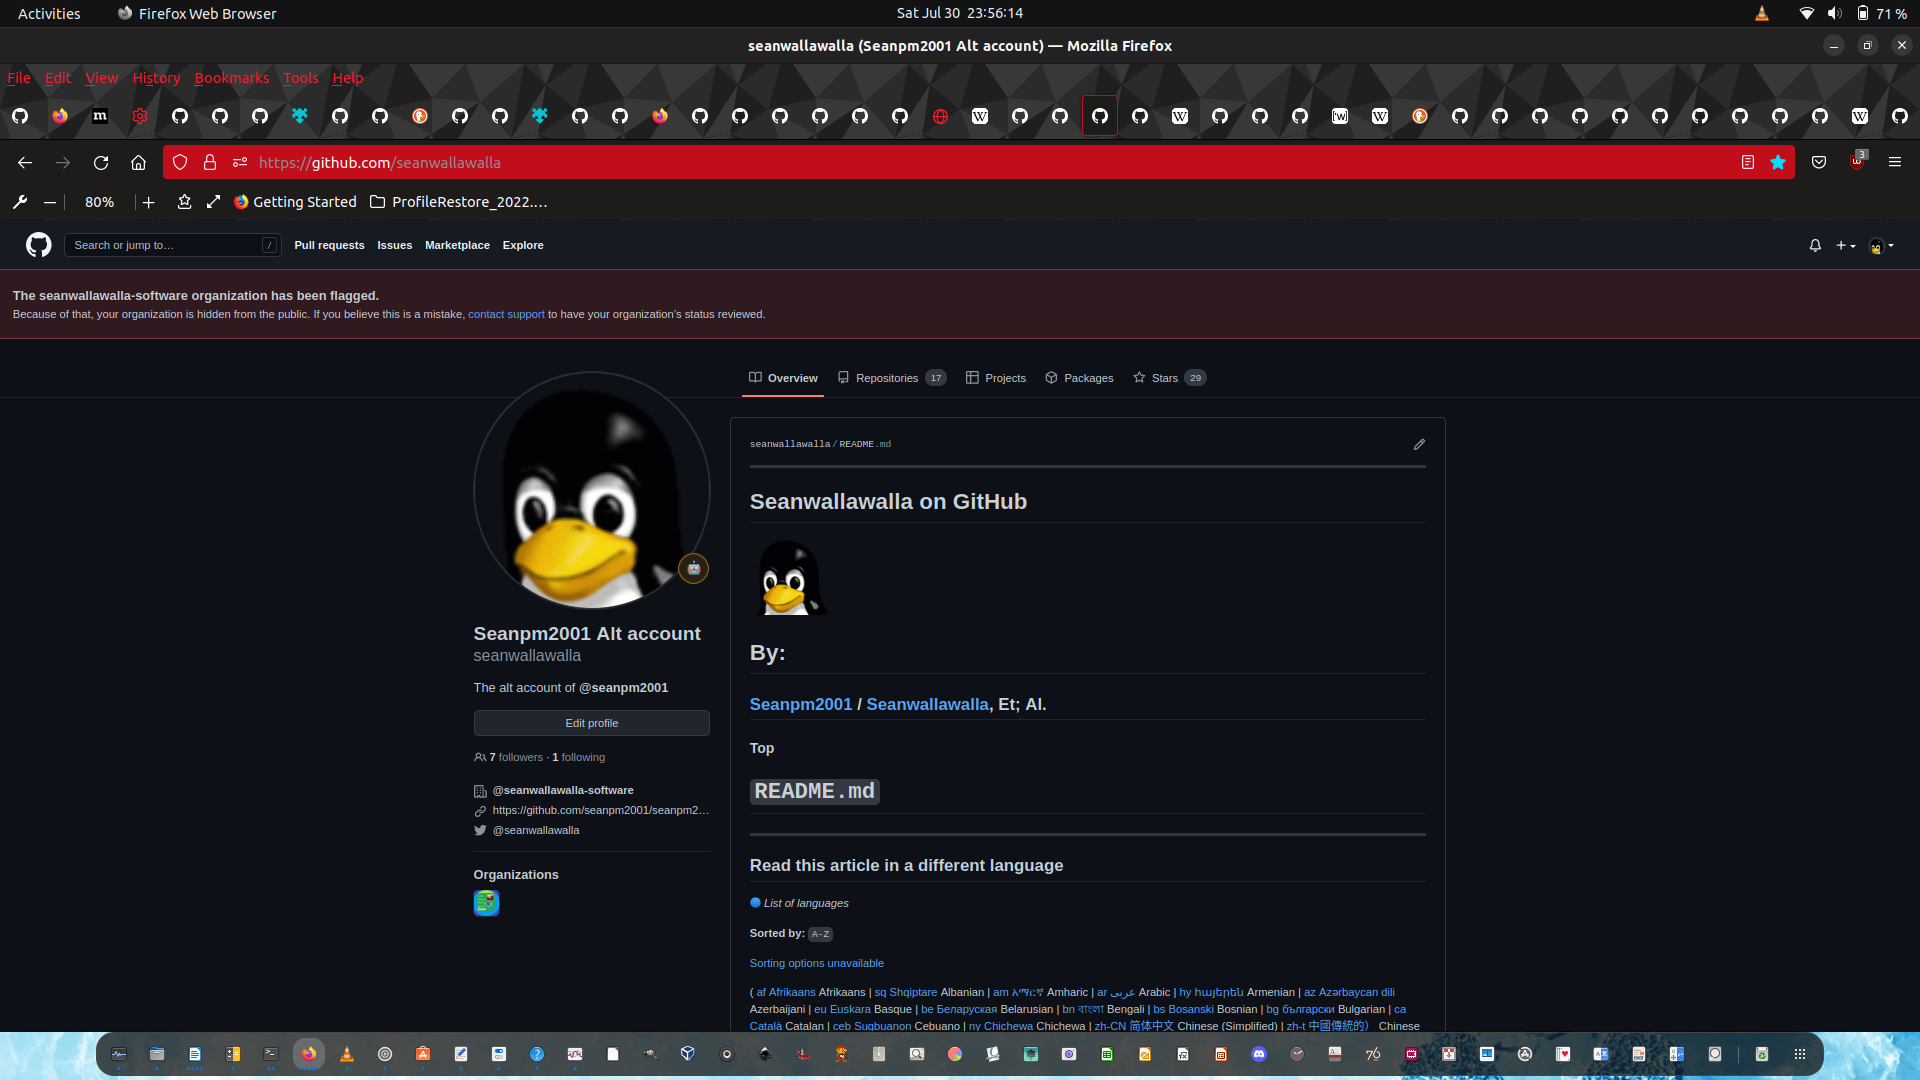 Activities
Firefox Web Browser
Sat Jul 30 23:56:14
71 %
seanwallawalla (Seanpm2001 Alt account) — Mozilla Firefox
File Edit View History Bookmarks Tools Help
https://github.com/seanwallawalla
3
80%
Getting Started
ProfileRestore_2022.…
Search or jump to…
/
Pull requests Issues Marketplace Explore
The seanwallawalla-software organization has been flagged.
Because of that, your organization is hidden from the public. If you believe this is a mistake, contact support to have your organization's status reviewed.
Overview
Repositories 17
Projects
Packages
Stars 29
Seanpm2001 Alt account
seanwallawalla
The alt account of @seanpm2001
Edit profile
7 followers · 1 following
@seanwallawalla-software
https://github.com/seanpm2001/seanpm2…
@seanwallawalla
Organizations
seanwallawalla / README.md
Seanwallawalla on GitHub
By:
Seanpm2001 / Seanwallawalla, Et; Al.
Top
README.md
Read this article in a different language
List of languages
Sorted by: A-Z
Sorting options unavailable
( af Afrikaans Afrikaans | sq Shqiptare Albanian | am አማርኛ Amharic | ar عربى Arabic | hy հայերեն Armenian | az Azərbaycan dili
Azerbaijani | eu Euskara Basque | be Беларуская Belarusian | bn বাংলা Bengali | bs Bosanski Bosnian | bg български Bulgarian | ca
Català Catalan | ceb Sugbuanon Cebuano | ny Chichewa Chichewa | zh-CN 简体中文 Chinese (Simplified) | zh-t 中國傳統的） Chinese